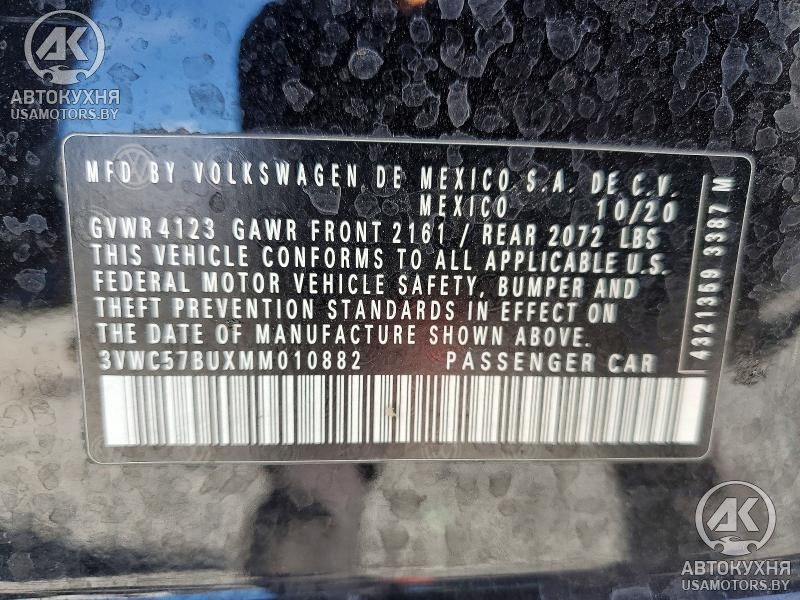 AK
АВТОКУХНЯ
USAMOTORS.BY
MFD BY VOLKSWAGEN DE MEXICO S.A. DE C.V.
MEXICO 10/20
GVWR 4123 GAWR FRONT 2161 / REAR 2072 LBS
THIS VEHICLE CONFORMS TO ALL APPLICABLE U.S.
FEDERAL MOTOR VEHICLE SAFETY, BUMPER AND
THEFT PREVENTION STANDARDS IN EFFECT ON
THE DATE OF MANUFACTURE SHOWN ABOVE.
3VWC57BUXMM010882 PASSENGER CAR
4321369 3387 M
AK
АВТОКУХНЯ
USAMOTORS.BY